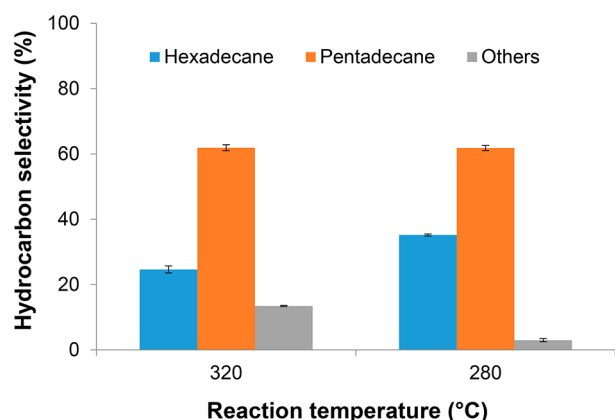 Hydrocarbon selectivity (%)
100
80
60
40
20
0
Hexadecane Pentadecane Others
320 280
Reaction temperature (°C)